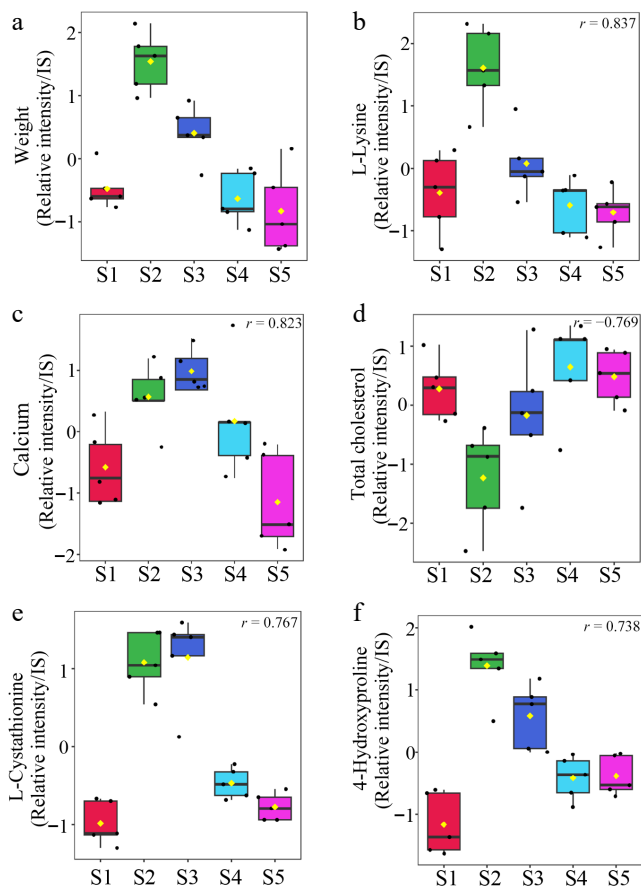 a
Weight
(Relative intensity/IS)
2
1
0
−1
S1 S2 S3 S4 S5
b
r = 0.837
L-Lysine
(Relative intensity/IS)
2
1
0
−1
S1 S2 S3 S4 S5
c
r = 0.823
Calcium
(Relative intensity/IS)
1
0
−1
−2
S1 S2 S3 S4 S5
d
r = −0.769
Total cholesterol
(Relative intensity/IS)
1
0
−1
−2
S1 S2 S3 S4 S5
e
r = 0.767
L-Cystathionine
(Relative intensity/IS)
1
0
−1
S1 S2 S3 S4 S5
f
r = 0.738
4-Hydroxyproline
(Relative intensity/IS)
2
1
0
−1
S1 S2 S3 S4 S5